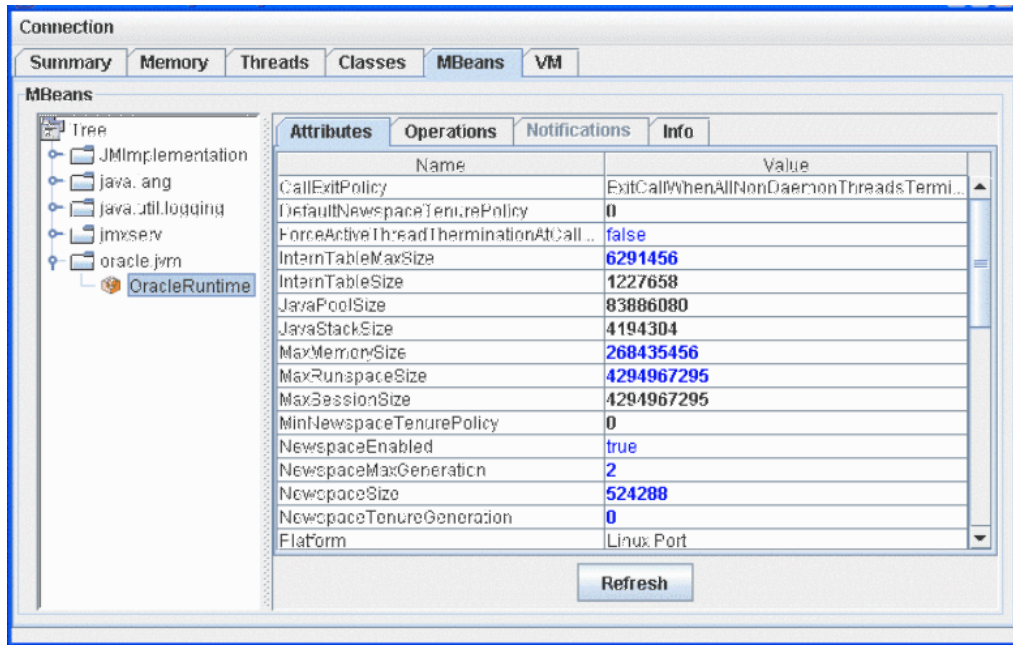 Connection
Summary Memory Threads Classes MBeans VM
MBeans
Tree
JMImplementation
java.lang
java.util.logging
jmxserv
oracle.jvm
OracleRuntime
Attributes Operations Notifications Info
Name Value
CallExitPolicy ExitCallWhenAllNonDaemonThreadsTermi...
DefaultNewspaceTenurePolicy 0
ForceActiveThreadTherminationAtCall... false
InternTableMaxSize 6291456
InternTableSize 1227658
JavaPoolSize 83886080
JavaStackSize 4194304
MaxMemorySize 268435456
MaxRunspaceSize 4294967295
MaxSessionSize 4294967295
MinNewspaceTenurePolicy 0
NewspaceEnabled true
NewspaceMaxGeneration 2
NewspaceSize 524288
NewspaceTenureGeneration 0
Platform Linux Port
Refresh